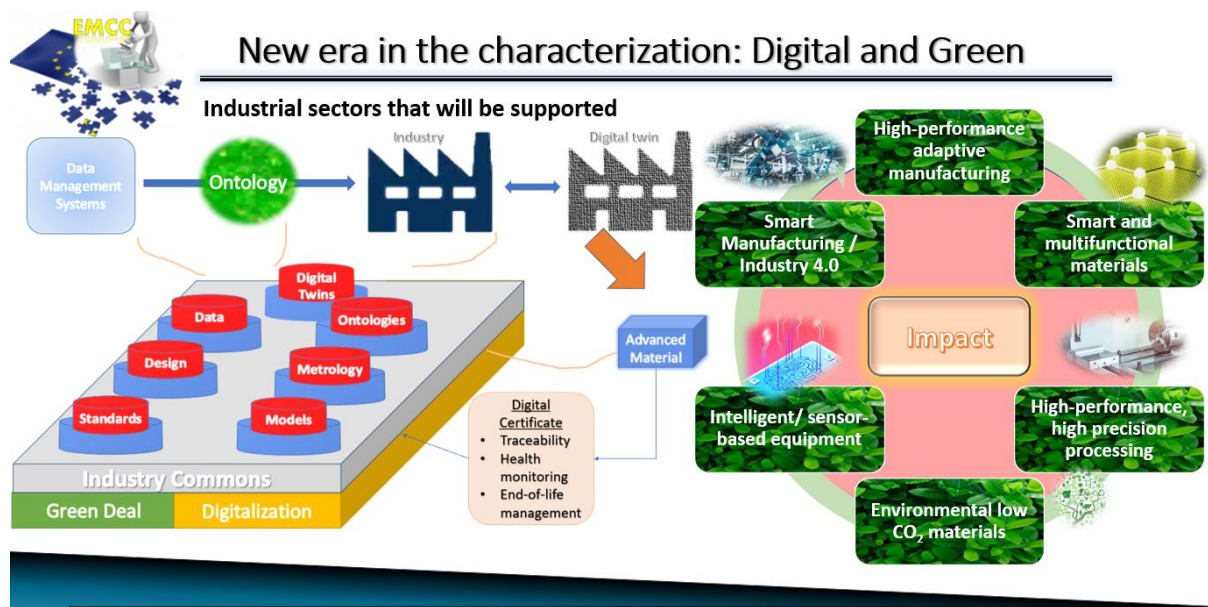 EMCC
New era in the characterization: Digital and Green
Industrial sectors that will be supported
Data
Management
Systems
Ontology
Industry
Digital twin
Digital
Twins
Data
Ontologies
Design
Metrology
Standards
Models
Industry Commons
Green Deal
Digitalization
Advanced
Material
Digital
Certificate
• Traceability
• Health
monitoring
• End-of-life
management
High-performance
adaptive
manufacturing
Smart
Manufacturing /
Industry 4.0
Smart and
multifunctional
materials
Impact
Intelligent/ sensor-
based equipment
High-performance,
high precision
processing
Environmental low
CO₂ materials